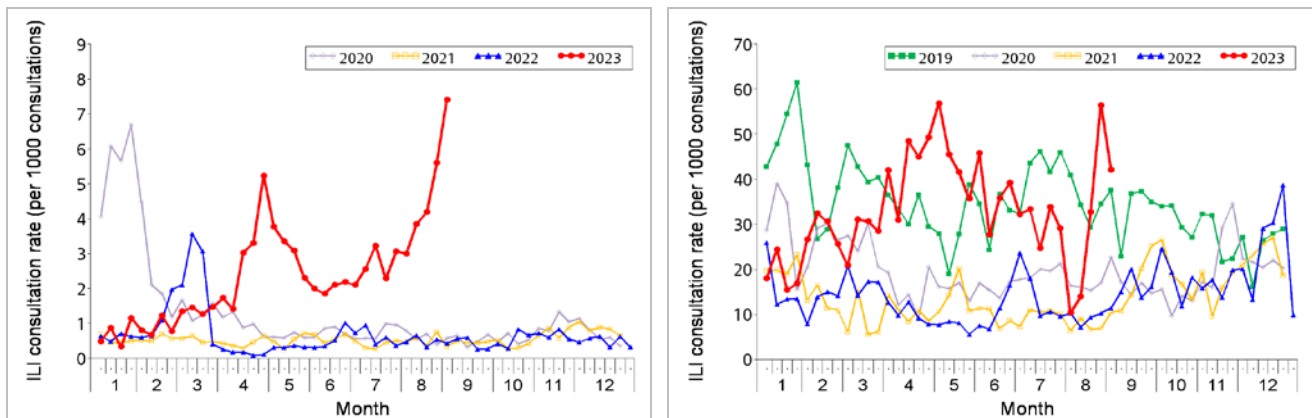 ILI consultation rate (per 1000 consultations)
9
8
7
6
5
4
3
2
1
0
2020 2021 2022 2023
1 2 3 4 5 6 7 8 9 10 11 12
Month
ILI consultation rate (per 1000 consultations)
70
60
50
40
30
20
10
0
2019 2020 2021 2022 2023
1 2 3 4 5 6 7 8 9 10 11 12
Month